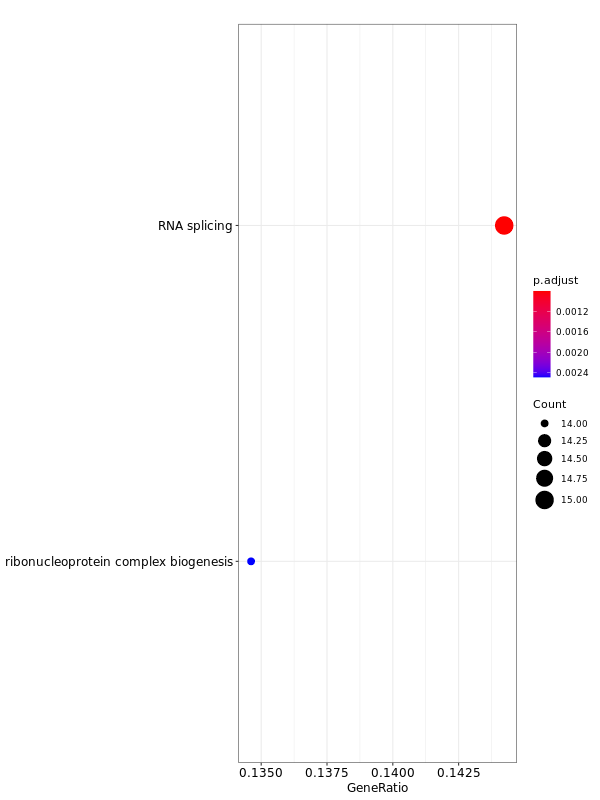 RNA splicing
ribonucleoprotein complex biogenesis
0.1350 0.1375 0.1400 0.1425
GeneRatio
p.adjust
0.0012
0.0016
0.0020
0.0024
Count
14.00
14.25
14.50
14.75
15.00